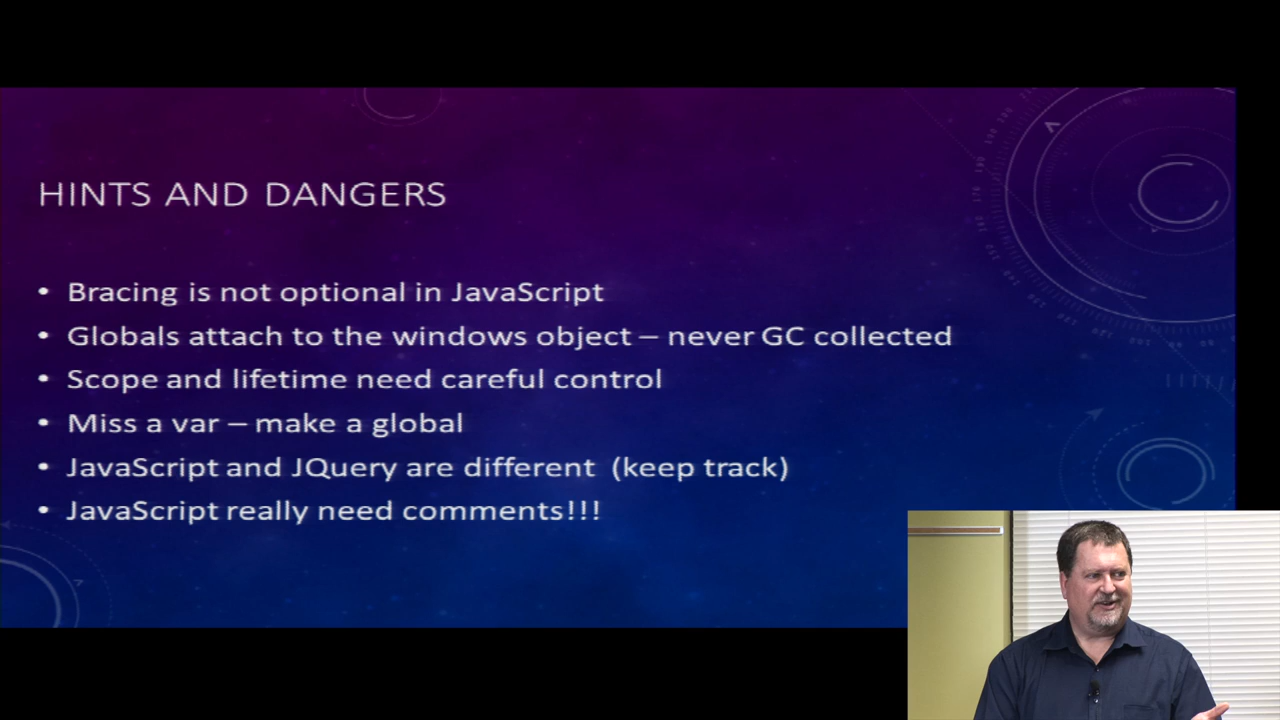 HINTS AND DANGERS
• Bracing is not optional in JavaScript
• Globals attach to the windows object – never GC collected
• Scope and lifetime need careful control
• Miss a var – make a global
• JavaScript and JQuery are different (keep track)
• JavaScript really need comments!!!